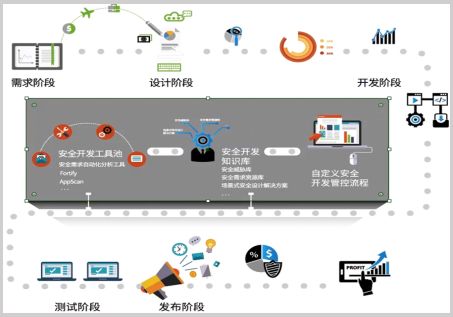 需求阶段
设计阶段
开发阶段
安全开发工具池
安全需求自动化分析工具
Fortify
AppScan
...
安全开发
知识库
安全威胁库
安全需求资源库
场景式安全设计解决方案
...
自定义安全
开发管控流程
PROFIT
测试阶段
发布阶段